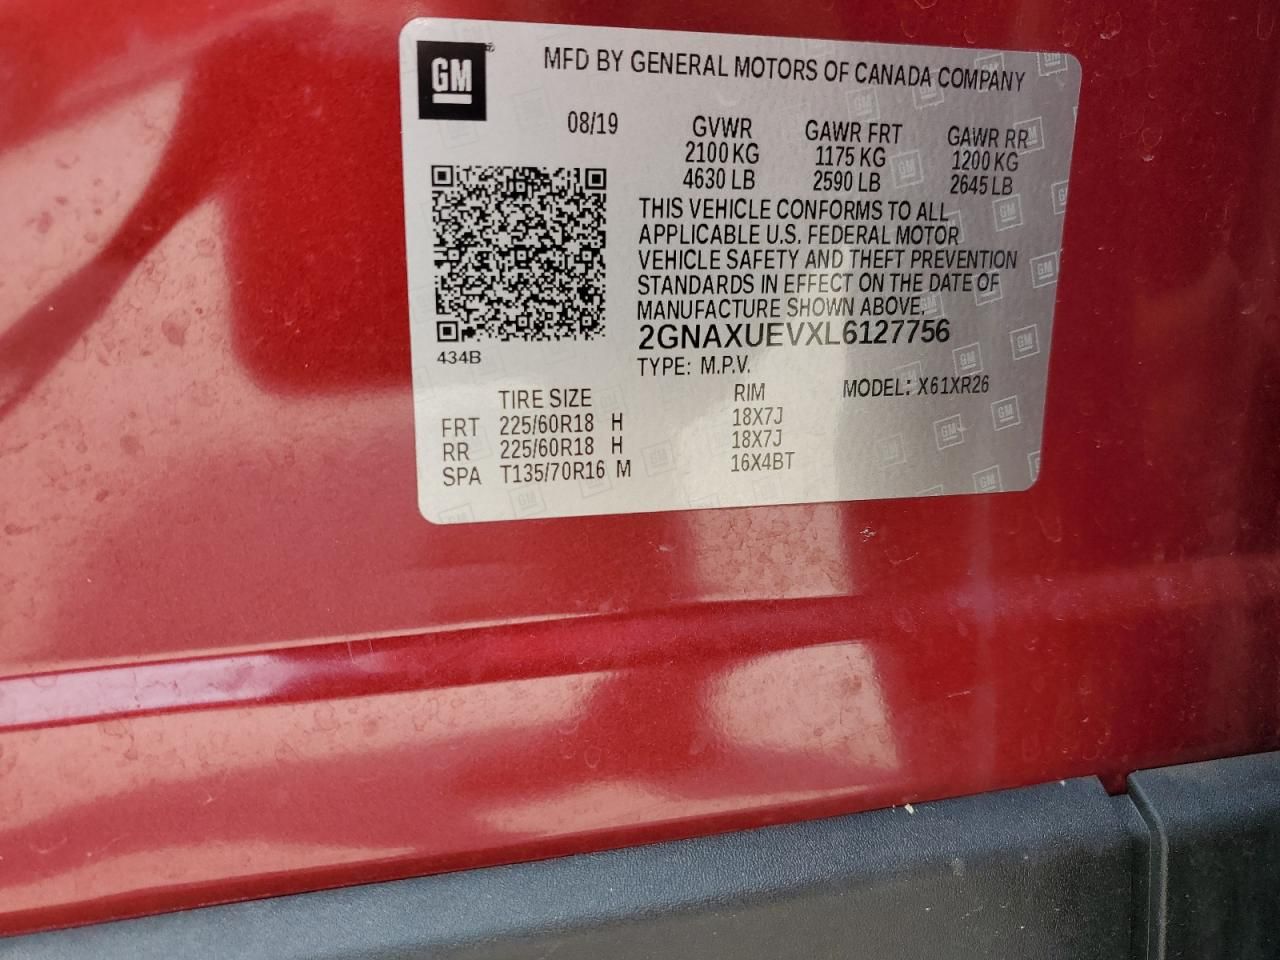 GM
MFD BY GENERAL MOTORS OF CANADA COMPANY
08/19 GVWR GAWR FRT GAWR RR
2100 KG 1175 KG 1200 KG
4630 LB 2590 LB 2645 LB
THIS VEHICLE CONFORMS TO ALL
APPLICABLE U.S. FEDERAL MOTOR
VEHICLE SAFETY AND THEFT PREVENTION
STANDARDS IN EFFECT ON THE DATE OF
MANUFACTURE SHOWN ABOVE.
2GNAXUEVXL6127756
434B
TYPE: M.P.V. MODEL: X61XR26
TIRE SIZE RIM
FRT 225/60R18 H 18X7J
RR 225/60R18 H 18X7J
SPA T135/70R16 M 16X4BT